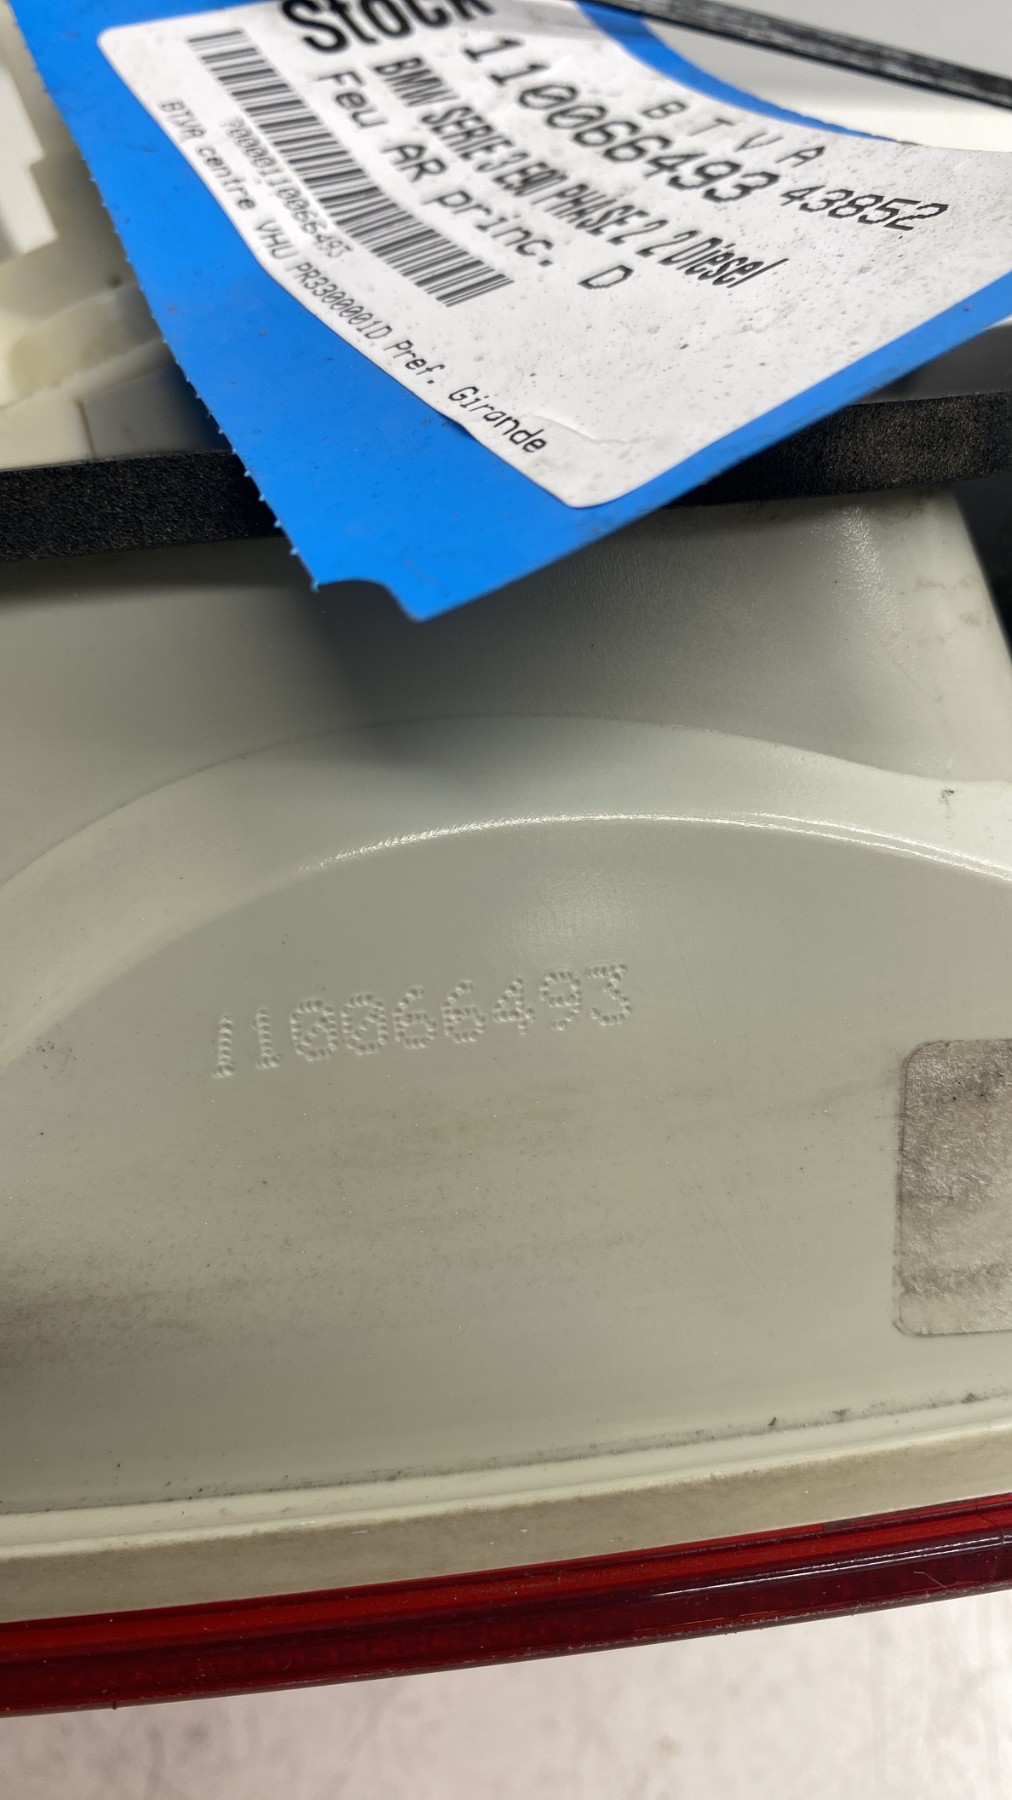 B T V A
Stock 110066493 43852
BMW SERIE 3 E90 PHASE 2 2 Diesel
Feu AR princ. D
700000110066493
BTVA centre VHU PR3300001D Pref. Gironde
110066493